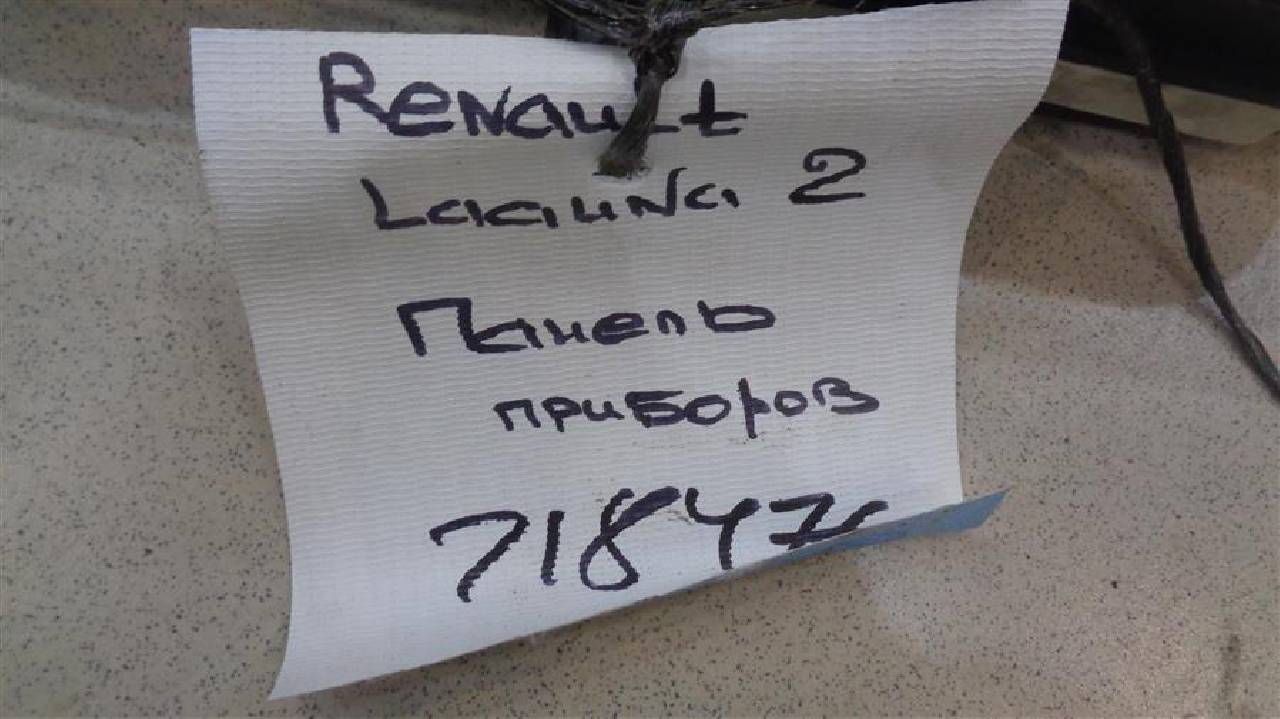 Renault
Laguna 2
Панель
приборов
71847